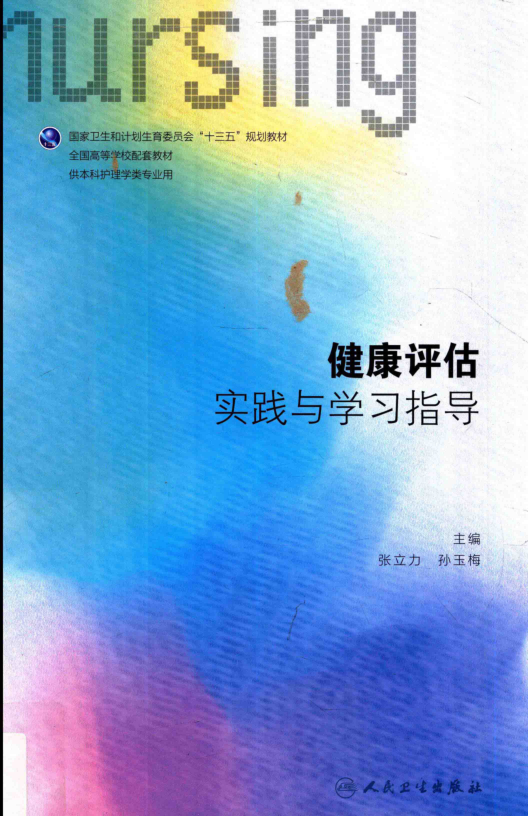 nursing
国家卫生和计划生育委员会“十三五”规划教材
全国高等学校配套教材
供本科护理学类专业用
健康评估
实践与学习指导
主编
张立力 孙玉梅
人民卫生出版社